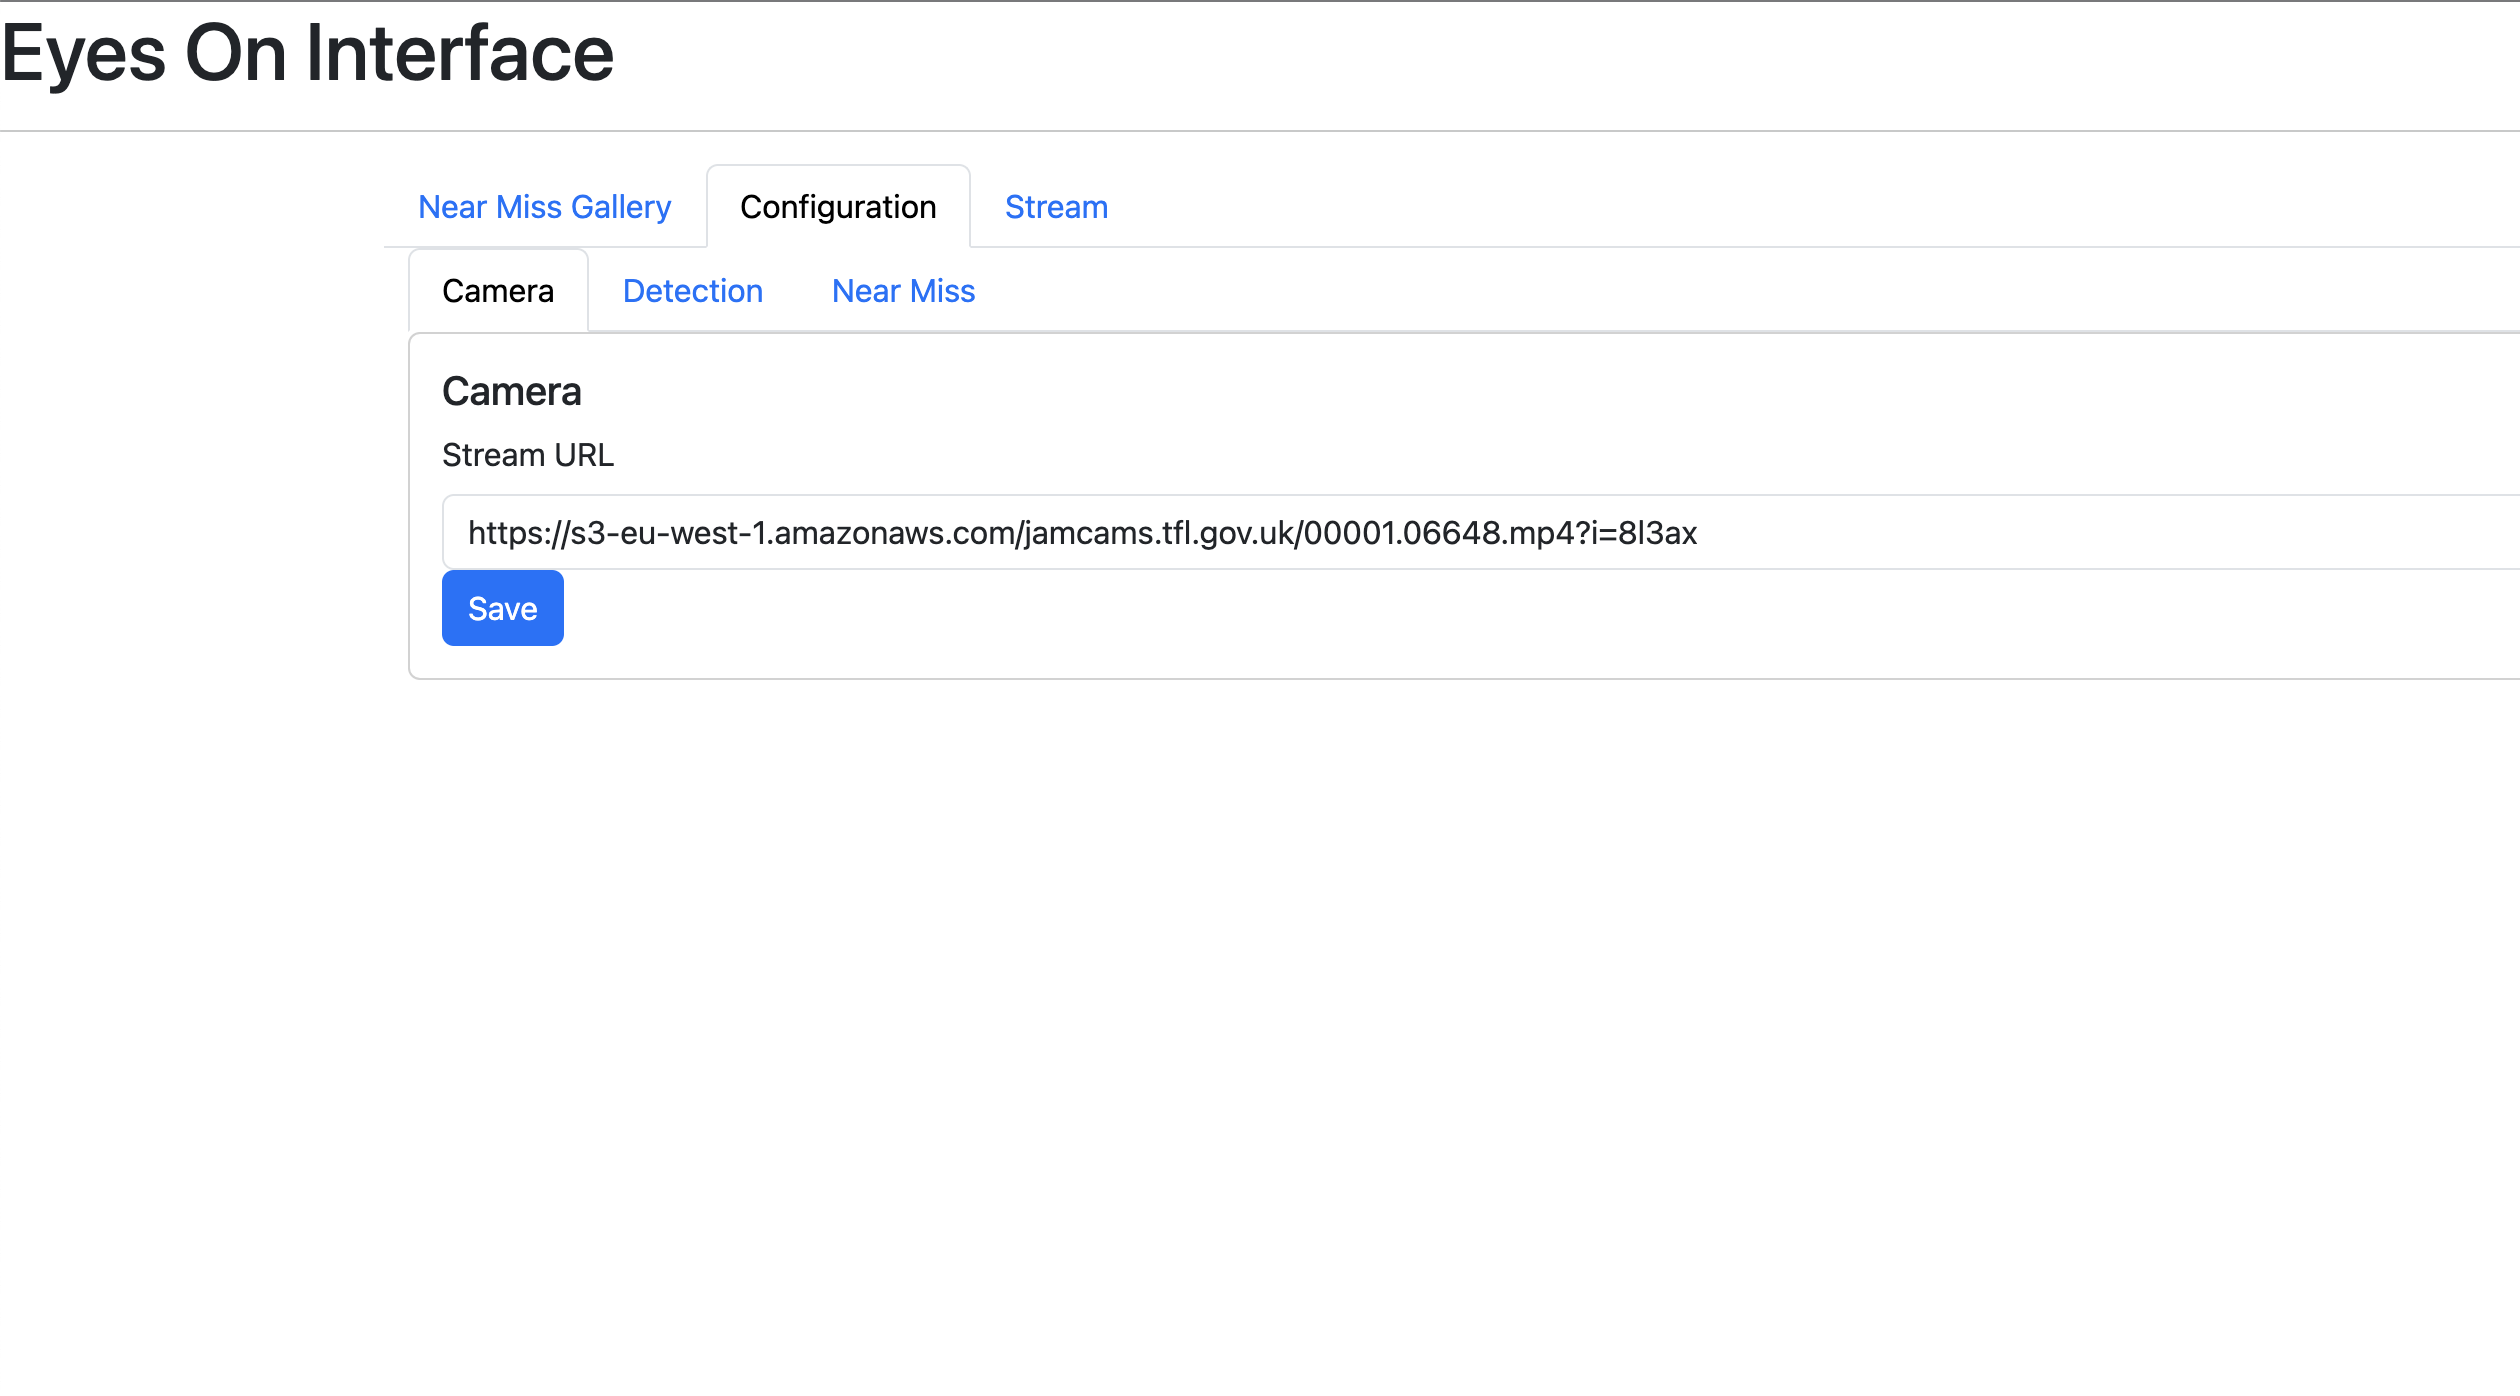 Eyes On Interface
Near Miss Gallery Configuration Stream
Camera Detection Near Miss
Camera
Stream URL
https://s3-eu-west-1.amazonaws.com/jamcams.tfl.gov.uk/00001.06648.mp4?i=8l3ax
Save